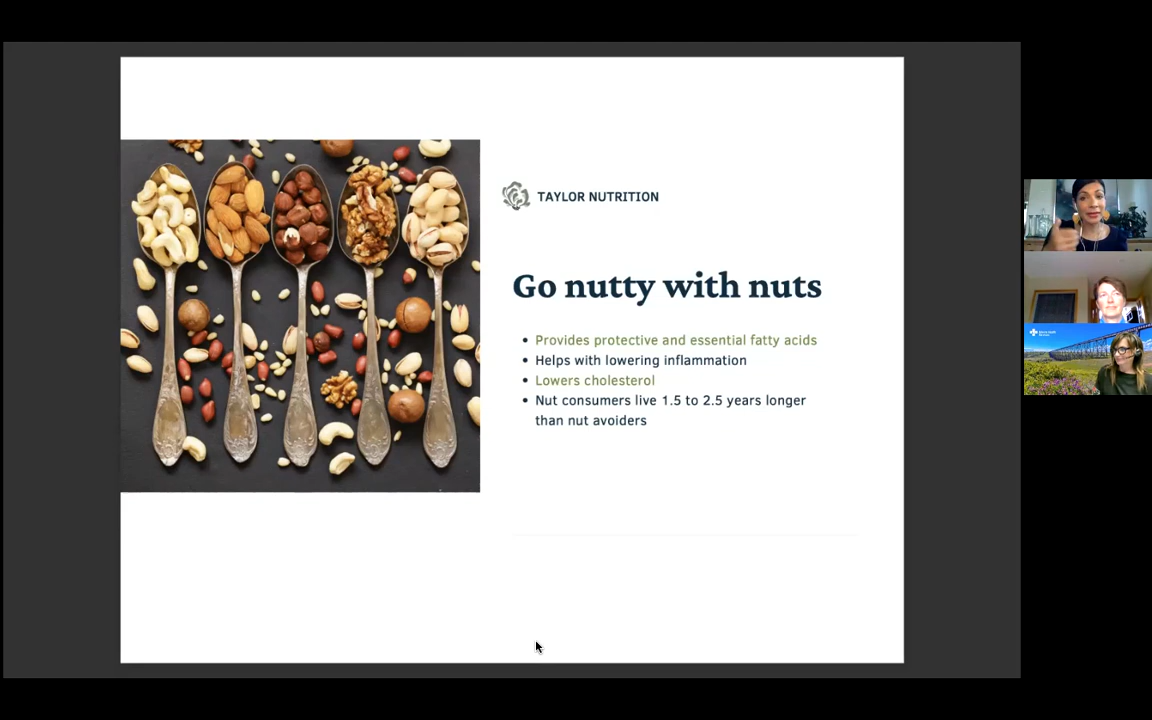 TAYLOR NUTRITION
Go nutty with nuts
• Provides protective and essential fatty acids
• Helps with lowering inflammation
• Lowers cholesterol
• Nut consumers live 1.5 to 2.5 years longer
than nut avoiders